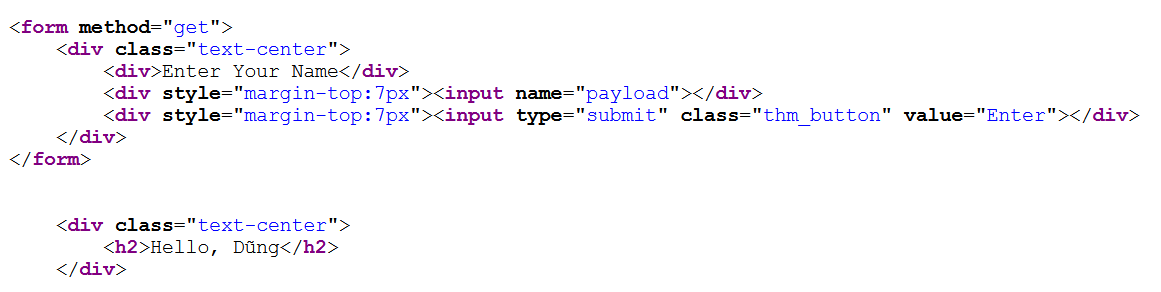 <form method="get">
    <div class="text-center">
        <div>Enter Your Name</div>
        <div style="margin-top:7px"><input name="payload"></div>
        <div style="margin-top:7px"><input type="submit" class="thm_button" value="Enter"></div>
    </div>
</form>
    <div class="text-center">
        <h2>Hello, Dũng</h2>
    </div>